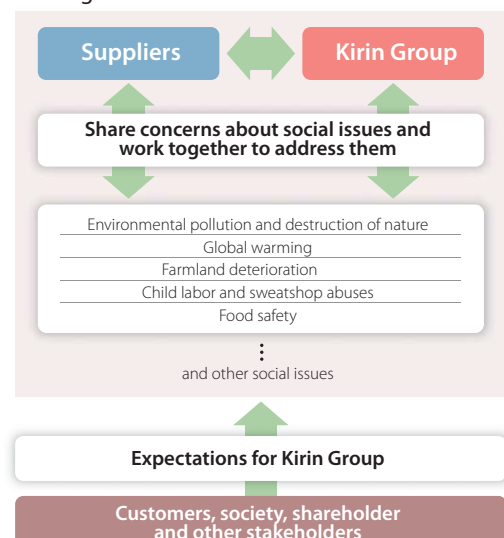 Suppliers
Kirin Group
Share concerns about social issues and
work together to address them
Environmental pollution and destruction of nature
Global warming
Farmland deterioration
Child labor and sweatshop abuses
Food safety
⋮
and other social issues
Expectations for Kirin Group
Customers, society, shareholder
and other stakeholders